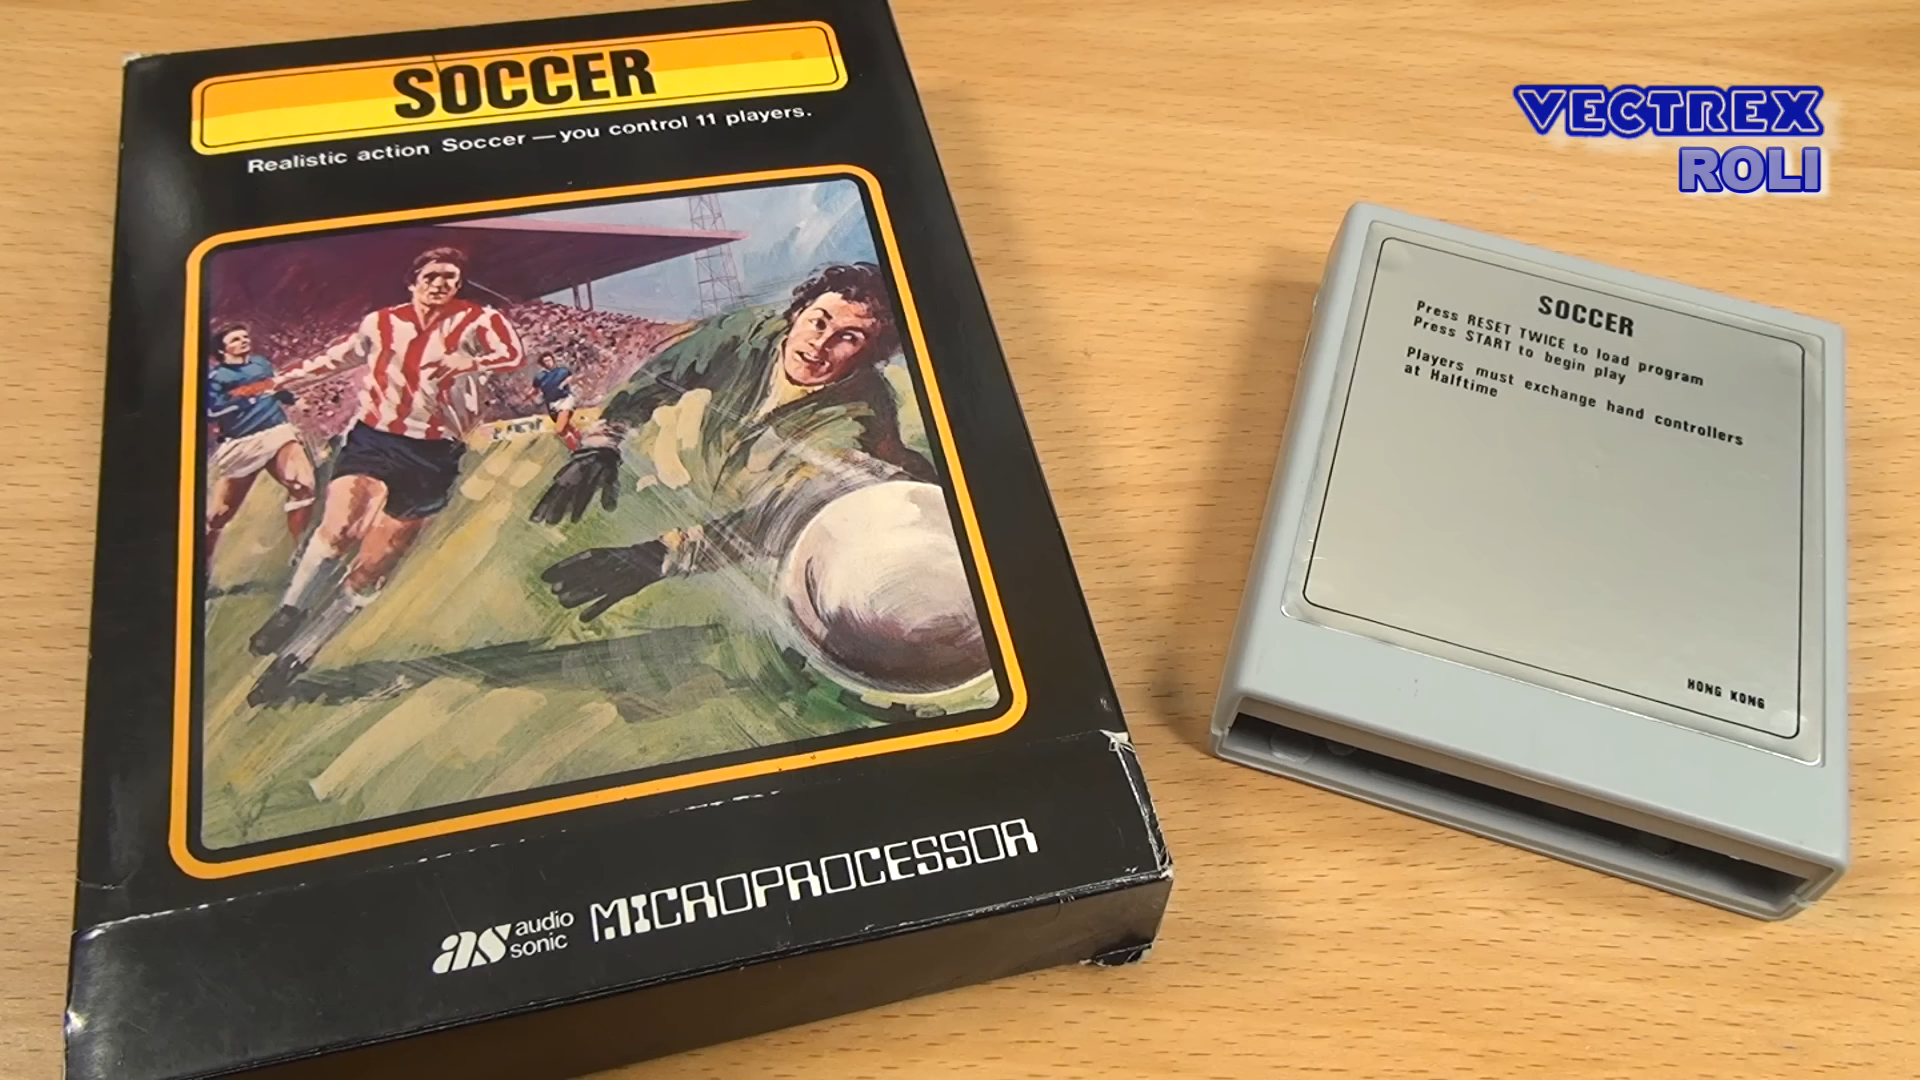 SOCCER
Realistic action Soccer — you control 11 players.
as audio sonic MICROPROCESSOR
VECTREX
ROLI
SOCCER
Press RESET TWICE to load program
Press START to begin play
Players must exchange hand controllers
at Halftime
HONG KONG